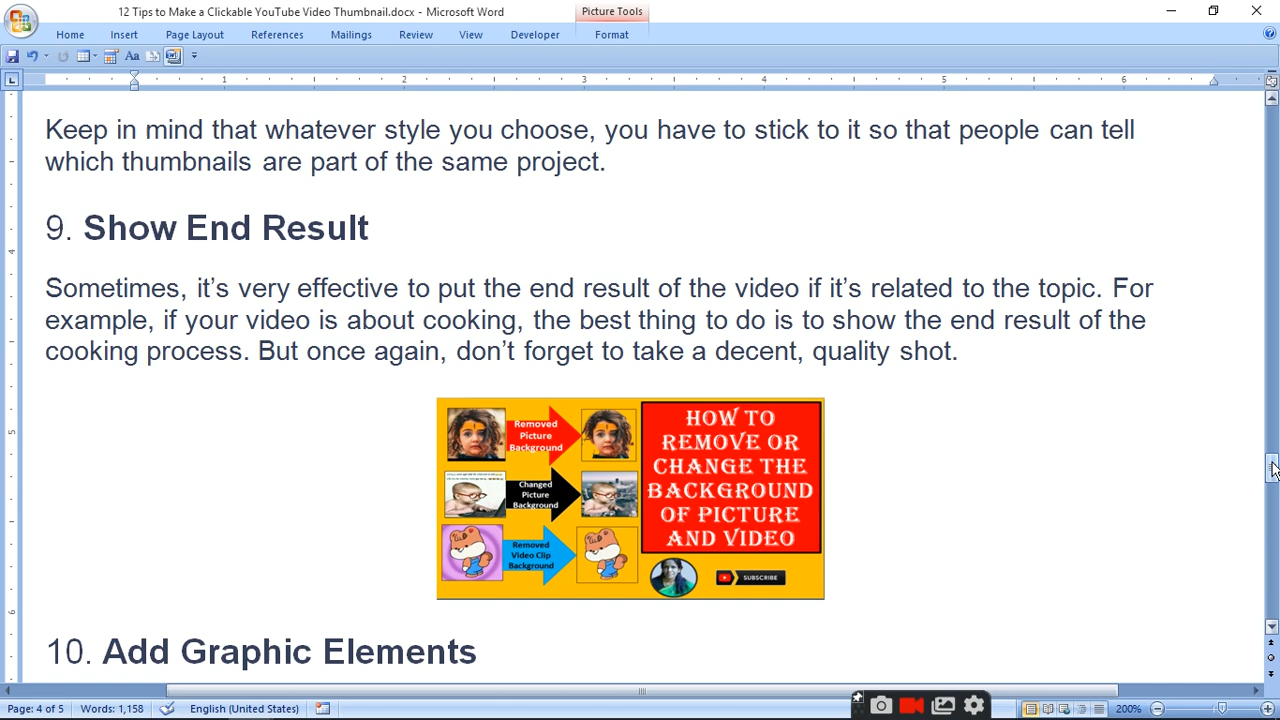 12 Tips to Make a Clickable YouTube Video Thumbnail.docx - Microsoft Word
Picture Tools
Home Insert Page Layout References Mailings Review View Developer Format
Aa
1 2 3 4 5 6
Keep in mind that whatever style you choose, you have to stick to it so that people can tell
which thumbnails are part of the same project.
9. Show End Result
Sometimes, it’s very effective to put the end result of the video if it’s related to the topic. For
example, if your video is about cooking, the best thing to do is to show the end result of the
cooking process. But once again, don’t forget to take a decent, quality shot.
Removed
Picture
Background
Changed
Picture
Background
Removed
Video Clip
Background
HOW TO
REMOVE OR
CHANGE THE
BACKGROUND
OF PICTURE
AND VIDEO
SUBSCRIBE
10. Add Graphic Elements
Page: 4 of 5 Words: 1,158 English (United States) 200%